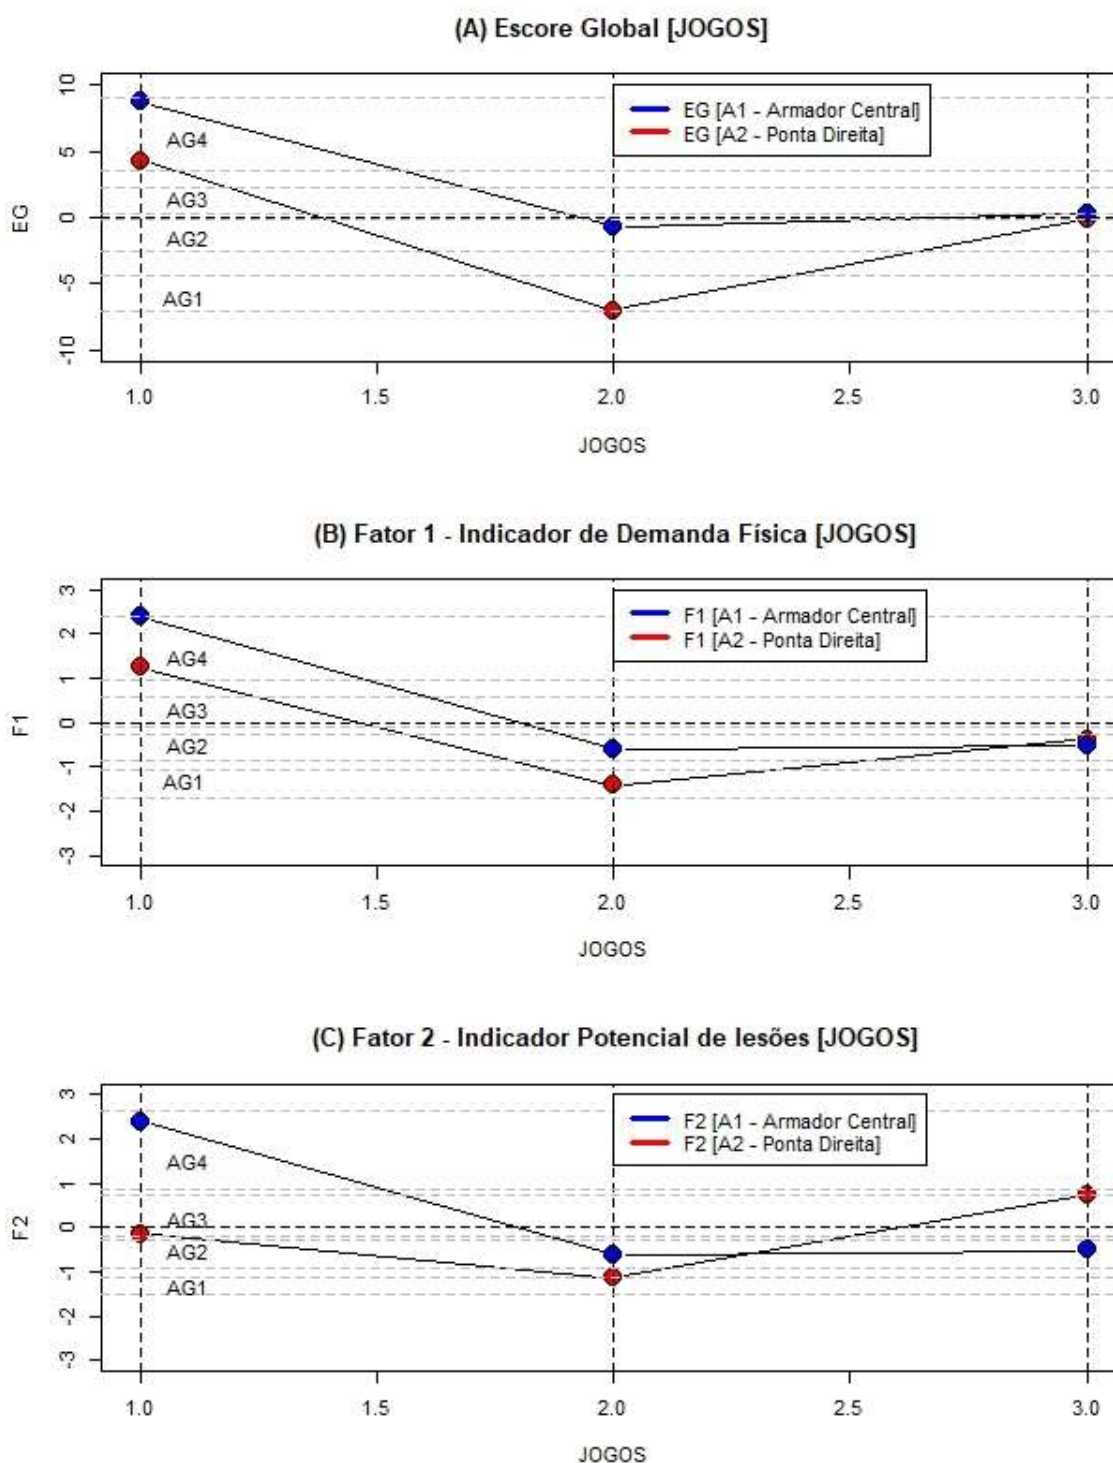 (A) Escore Global [JOGOS]
10
5
0
-5
-10
EG
EG [A1 - Armador Central]
EG [A2 - Ponta Direita]
AG4
AG3
AG2
AG1
1.0 1.5 2.0 2.5 3.0
JOGOS
(B) Fator 1 - Indicador de Demanda Física [JOGOS]
3
2
1
0
-1
-2
-3
F1
F1 [A1 - Armador Central]
F1 [A2 - Ponta Direita]
AG4
AG3
AG2
AG1
1.0 1.5 2.0 2.5 3.0
JOGOS
(C) Fator 2 - Indicador Potencial de lesões [JOGOS]
3
2
1
0
-1
-2
-3
F2
F2 [A1 - Armador Central]
F2 [A2 - Ponta Direita]
AG4
AG3
AG2
AG1
1.0 1.5 2.0 2.5 3.0
JOGOS